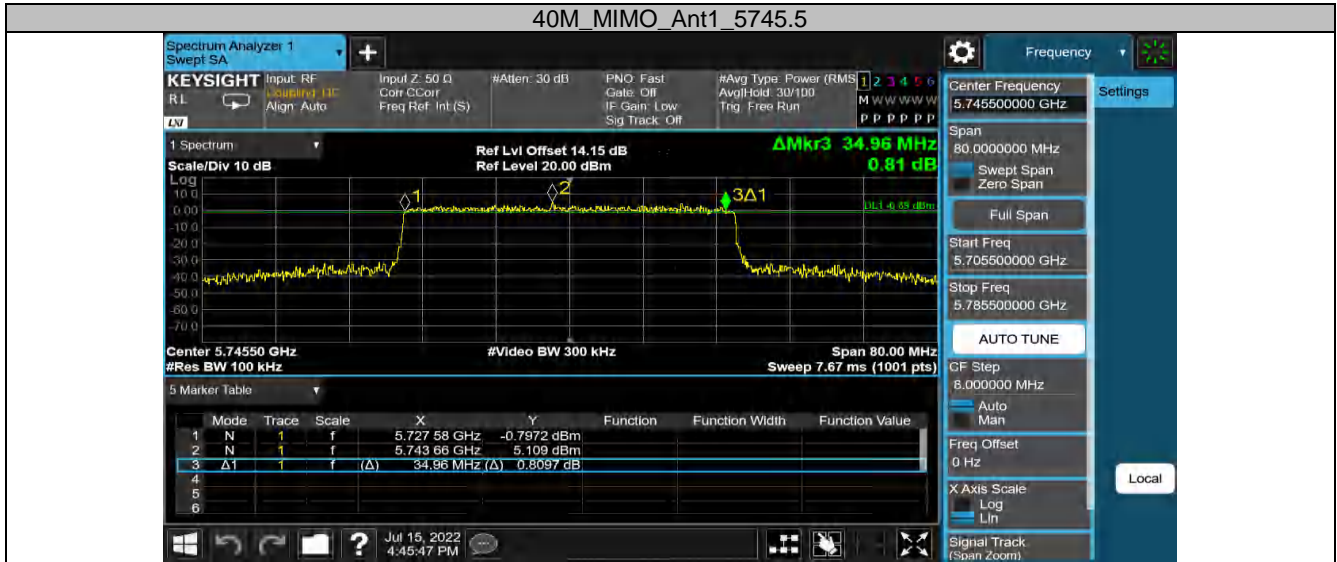 40M_MIMO_Ant1_5745.5
Spectrum Analyzer 1
Swept SA
+
Frequency
KEYSIGHT
RL
LXI
Input: RF
Coupling: DC
Align: Auto
Input Z: 50 Ω
Corr CCorr
Freq Ref: Int (S)
#Atten: 30 dB
PNO: Fast
Gate: Off
IF Gain: Low
Sig Track: Off
#Avg Type: Power (RMS
Avg|Hold: 30/100
Trig: Free Run
1 2 3 4 5 6
M W W W W W
P P P P P P
1 Spectrum
Scale/Div 10 dB
Ref Lvl Offset 14.15 dB
Ref Level 20.00 dBm
ΔMkr3 34.96 MHz
0.81 dB
Log
10.0
0.00
-10.0
-20.0
-30.0
-40.0
-50.0
-60.0
-70.0
1
2
3Δ1
DL1 -0.89 dBm
Center 5.74550 GHz
#Res BW 100 kHz
#Video BW 300 kHz
Span 80.00 MHz
Sweep 7.67 ms (1001 pts)
5 Marker Table
Mode Trace Scale X Y Function Function Width Function Value
1 N 1 f 5.727 58 GHz -0.7972 dBm
2 N 1 f 5.743 66 GHz 5.109 dBm
3 Δ1 1 f (Δ) 34.96 MHz (Δ) 0.8097 dB
4
5
6
?
Jul 15, 2022
4:45:47 PM
Center Frequency
5.745500000 GHz
Settings
Span
80.0000000 MHz
Swept Span
Zero Span
Full Span
Start Freq
5.705500000 GHz
Stop Freq
5.785500000 GHz
AUTO TUNE
CF Step
8.000000 MHz
Auto
Man
Freq Offset
0 Hz
X Axis Scale
Log
Lin
Local
Signal Track
(Span Zoom)